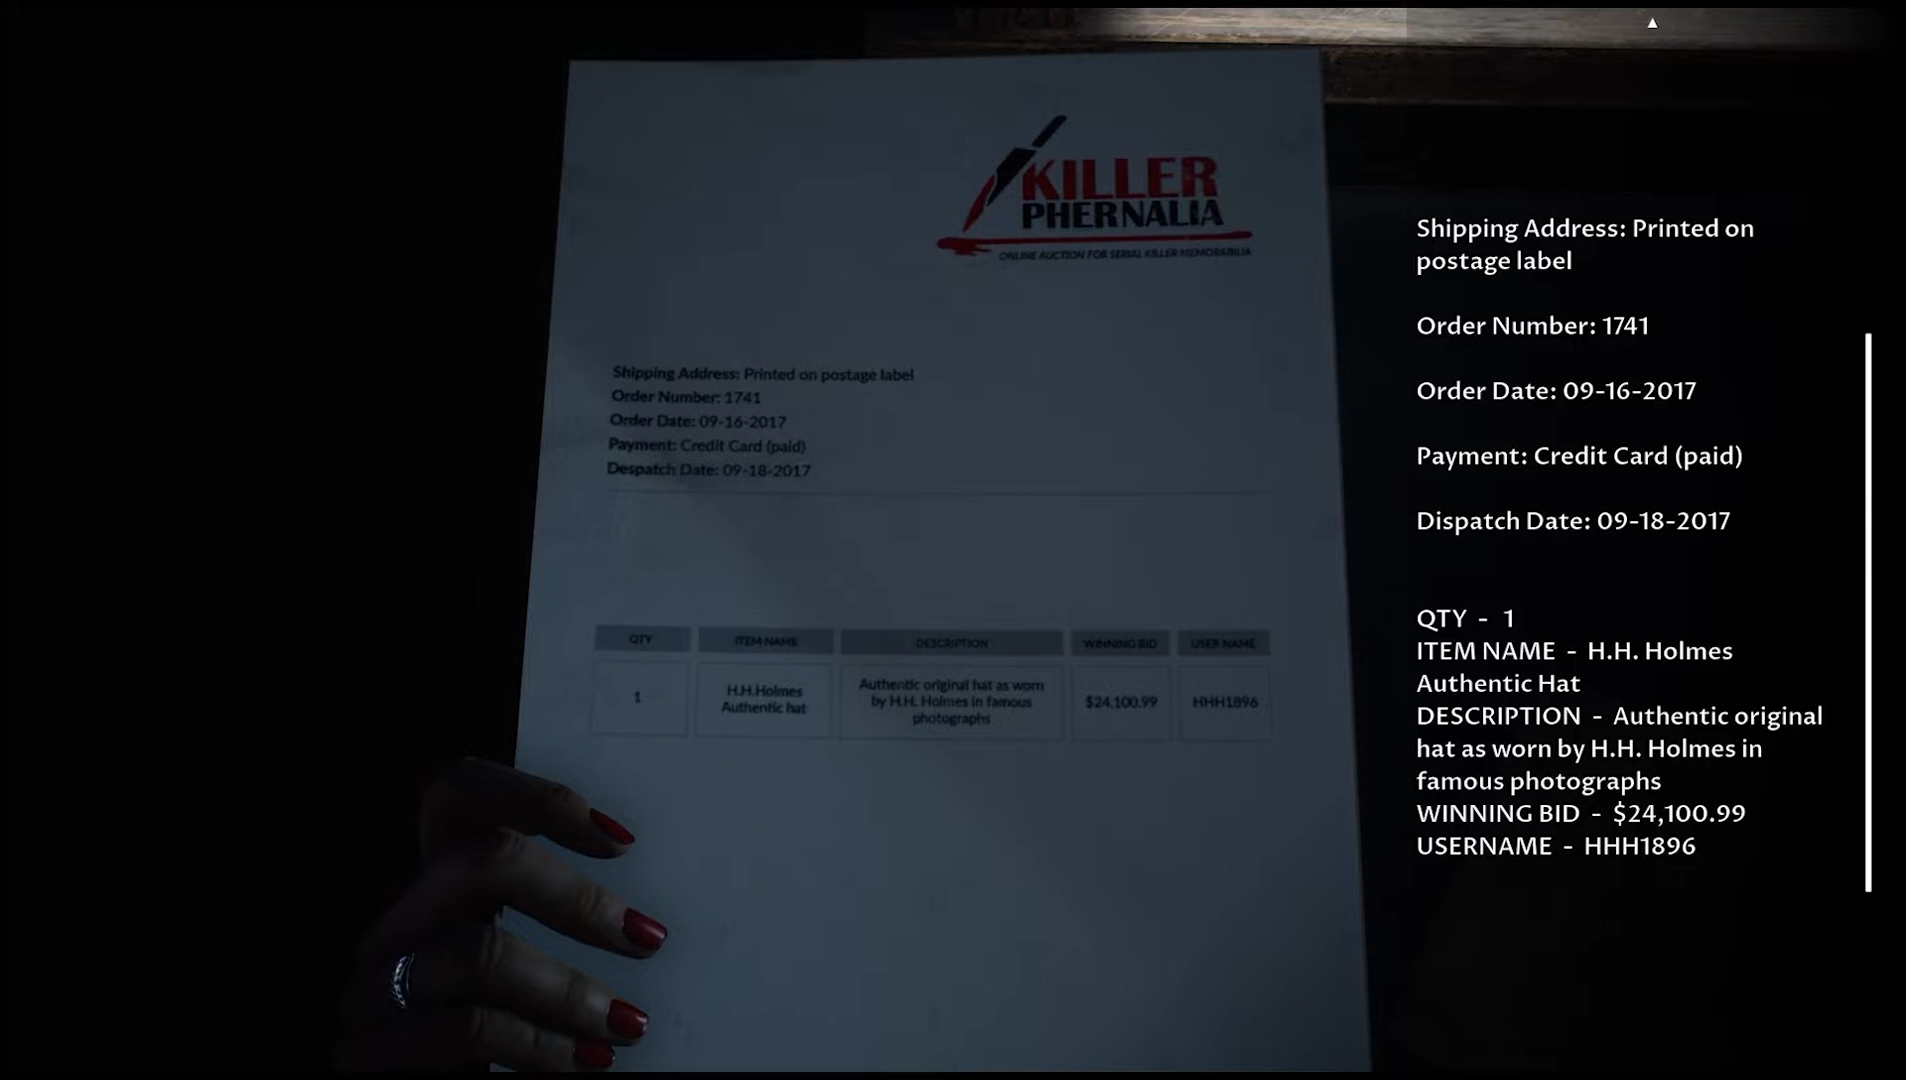 KILLER
PHERNALIA
ONLINE AUCTION FOR SERIAL KILLER MEMORABILIA
Shipping Address: Printed on postage label
Order Number: 1741
Order Date: 09-16-2017
Payment: Credit Card (paid)
Despatch Date: 09-18-2017
QTY ITEM NAME DESCRIPTION WINNING BID USER NAME
1 H.H.Holmes Authentic original hat as worn $24,100.99 HHH1896
Authentic hat by H.H. Holmes in famous
photographs
Shipping Address: Printed on
postage label
Order Number: 1741
Order Date: 09-16-2017
Payment: Credit Card (paid)
Dispatch Date: 09-18-2017
QTY - 1
ITEM NAME - H.H. Holmes
Authentic Hat
DESCRIPTION - Authentic original
hat as worn by H.H. Holmes in
famous photographs
WINNING BID - $24,100.99
USERNAME - HHH1896